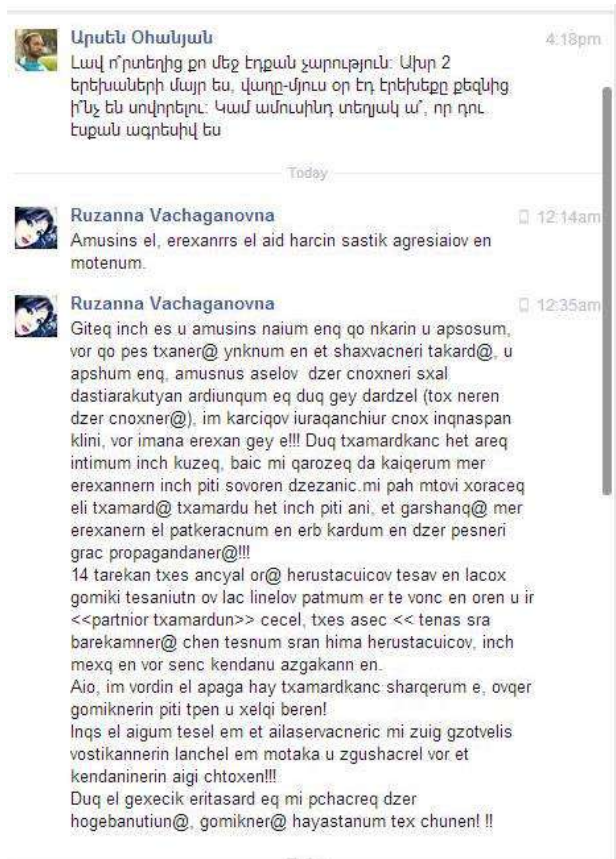 Արսեն Օհանյան 4:18pm
Լավ ո՞րտեղից քո մեջ էդքան չարություն: Ախր 2
երեխաների մայր ես, վաղը-մյուս օր էդ էրեխեքը քեզնից
ի՞նչ են սովորելու: Կամ ամուսինդ տեղյակ ա՞, որ դու
էսքան ագրեսիվ ես
Today
Ruzanna Vachaganovna 12:14am
Amusins el, erexanrrs el aid harcin sastik agresiaiov en
motenum.
Ruzanna Vachaganovna 12:35am
Giteq inch es u amusins naium enq qo nkarin u apsosum,
vor qo pes txaner@ ynknum en et shaxvacneri takard@, u
apshum enq, amusnus aselov dzer cnoxneri sxal
dastiarakutyan ardiunqum eq duq gey dardzel (tox neren
dzer cnoxner@), im karciqov iuraqanchiur cnox inqnaspan
klini, vor imana erexan gey e!!! Duq txamardkanc het areq
intimum inch kuzeq, baic mi qarozeq da kaiqerum mer
erexannern inch piti sovoren dzezanic.mi pah mtovi xoraceq
eli txamard@ txamardu het inch piti ani, et garshanq@ mer
erexanern el patkeracnum en erb kardum en dzer pesneri
grac propagandaner@!!!
14 tarekan txes ancyal or@ herustacuicov tesav en lacox
gomiki tesaniutn ov lac linelov patmum er te vonc en oren u ir
<<partnior txamardun>> cecel, txes asec << tenas sra
barekamner@ chen tesnum sran hima herustacuicov, inch
mexq en vor senc kendanu azgakann en.
Aio, im vordin el apaga hay txamardkanc sharqerum e, ovqer
gomiknerin piti tpen u xelqi beren!
Inqs el aigum tesel em et ailaservacneric mi zuig gzotvelis
vostikannerin lanchel em motaka u zgushacrel vor et
kendaninerin aigi chtoxen!!!
Duq el gexecik eritasard eq mi pchacreq dzer
hogebanutiun@, gomikner@ hayastanum tex chunen! !!